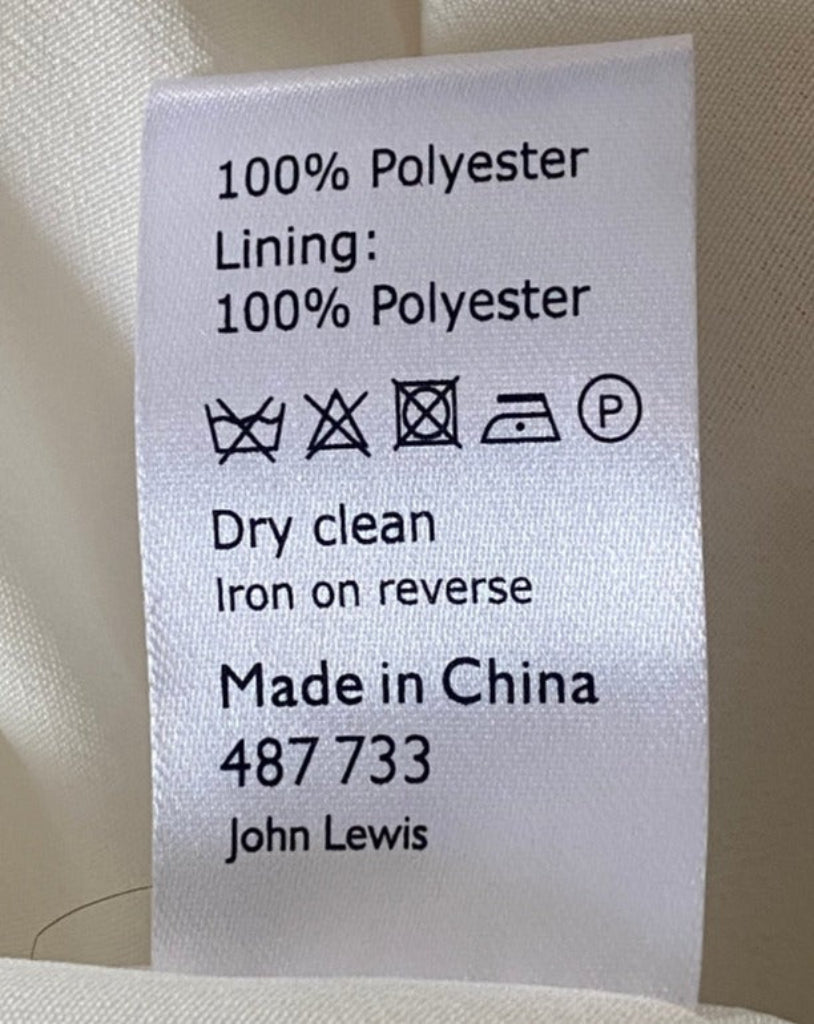 100% Polyester
Lining:
100% Polyester
P
Dry clean
Iron on reverse
Made in China
487 733
John Lewis